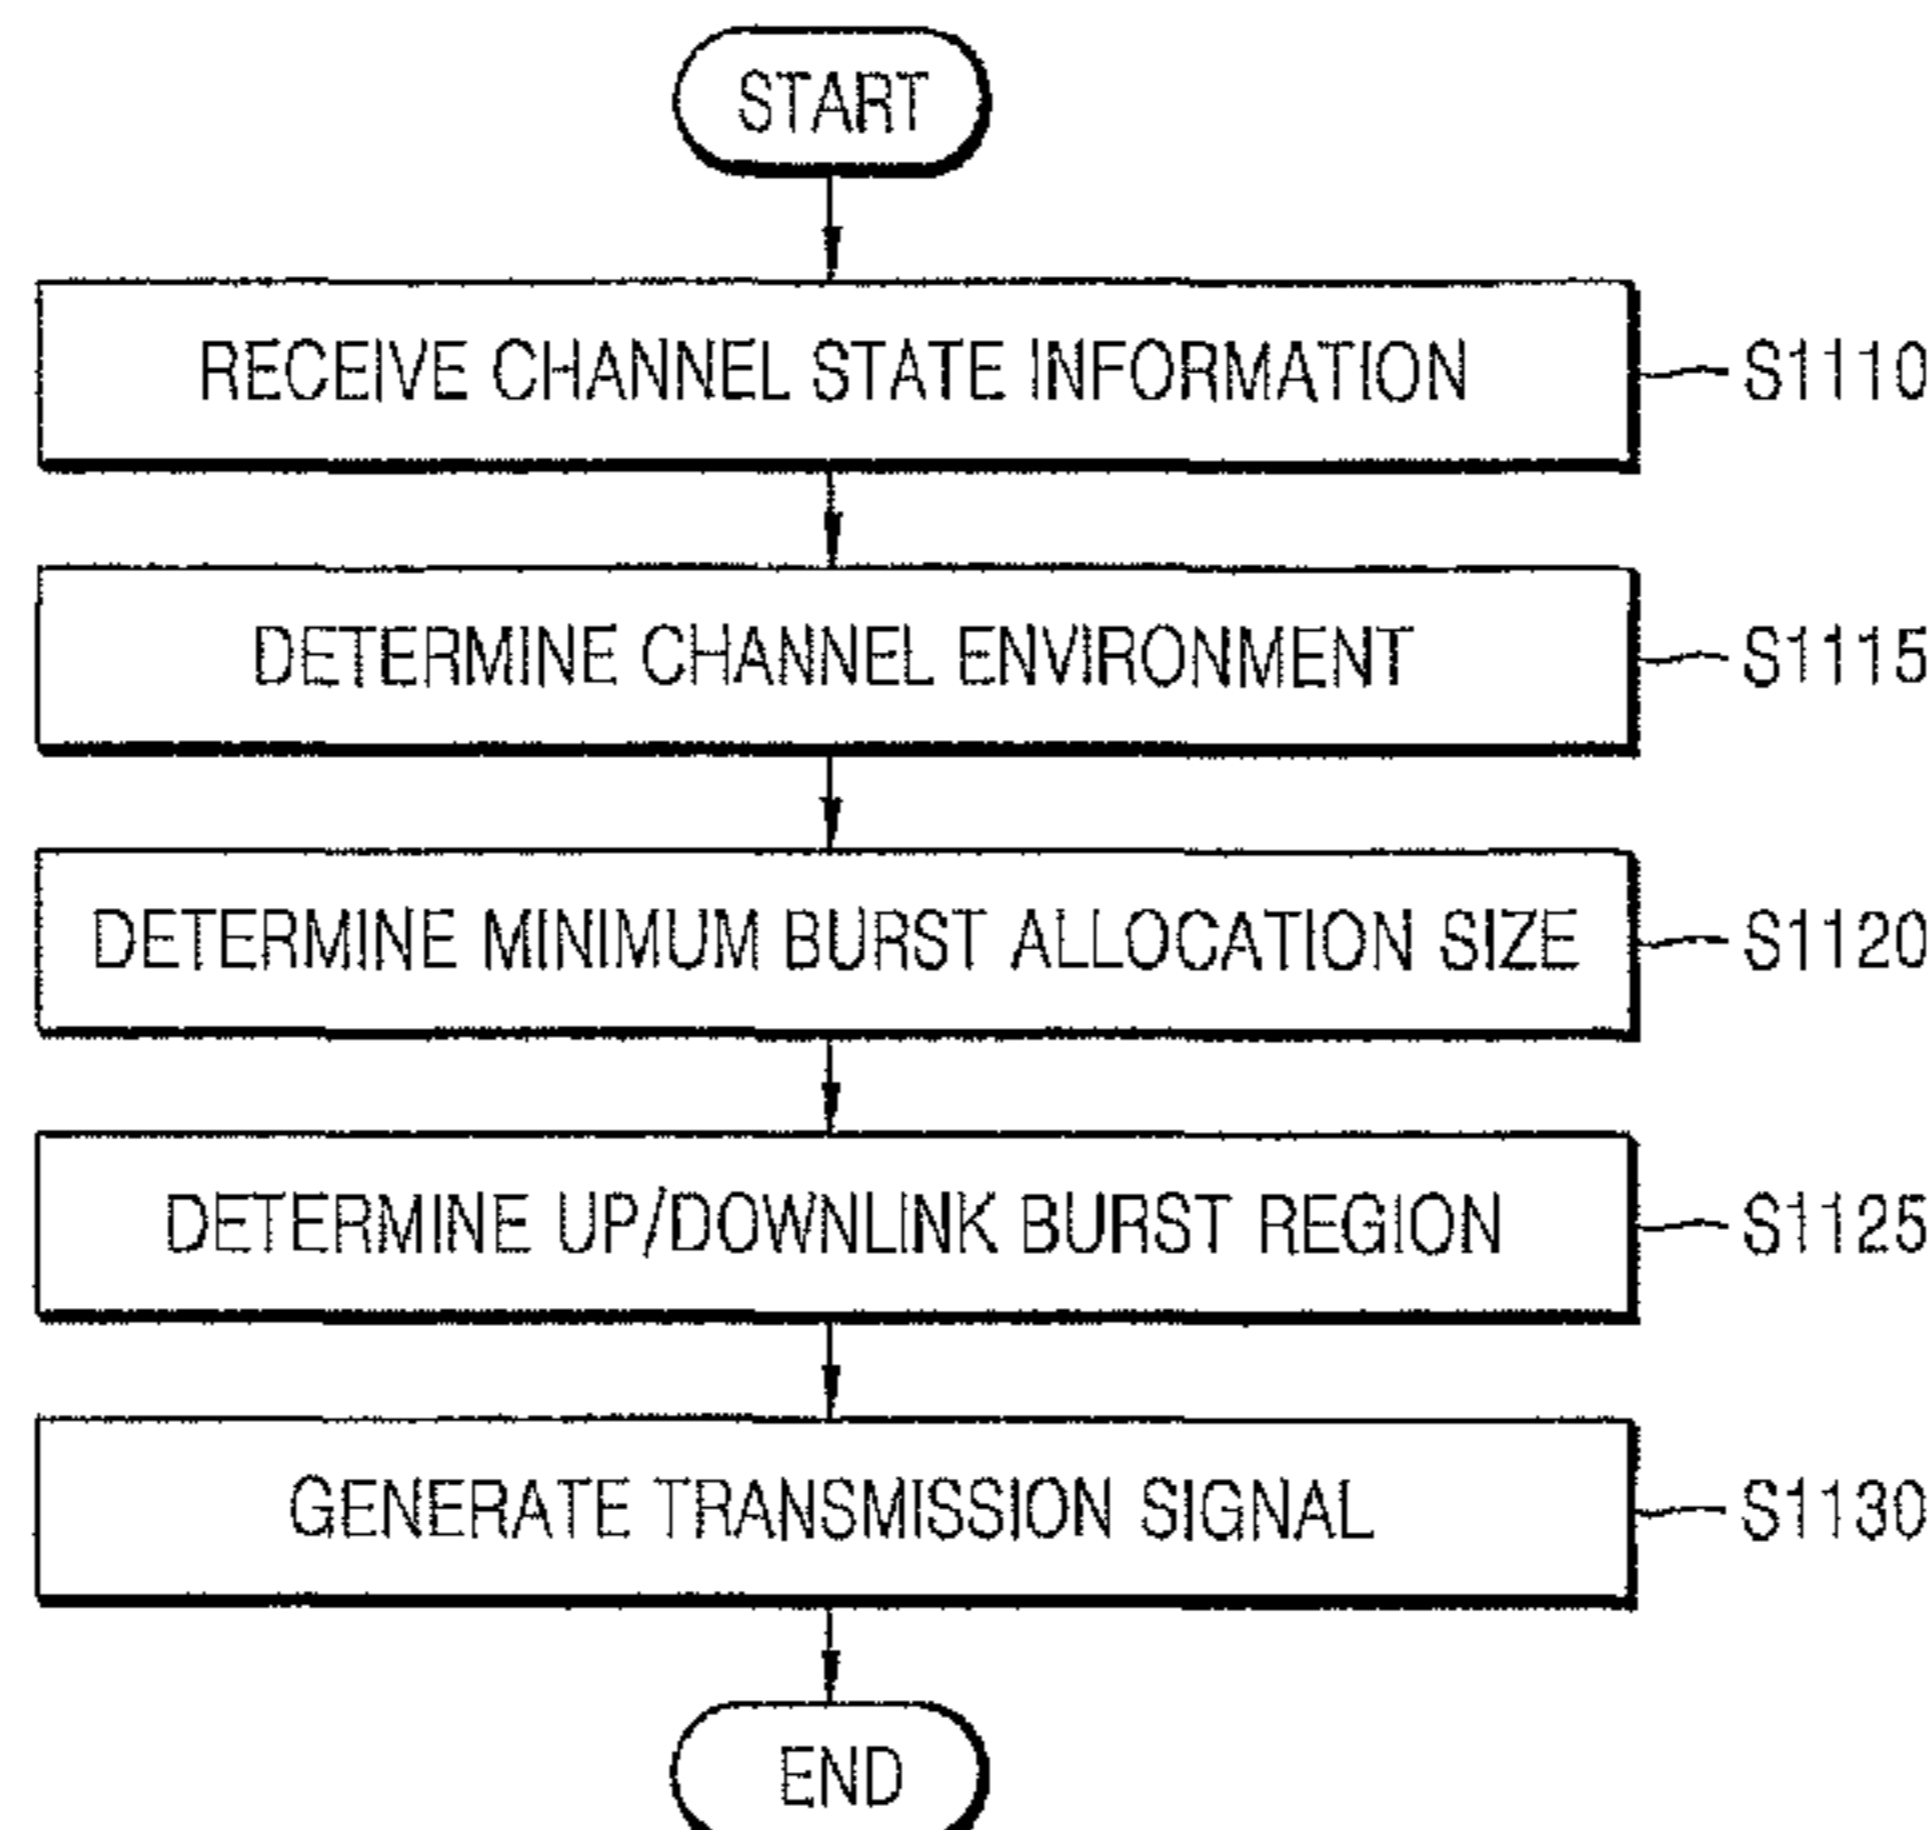 START
RECEIVE CHANNEL STATE INFORMATION
S1110
DETERMINE CHANNEL ENVIRONMENT
S1115
DETERMINE MINIMUM BURST ALLOCATION SIZE
S1120
DETERMINE UP/DOWNLINK BURST REGION
S1125
GENERATE TRANSMISSION SIGNAL
S1130
END